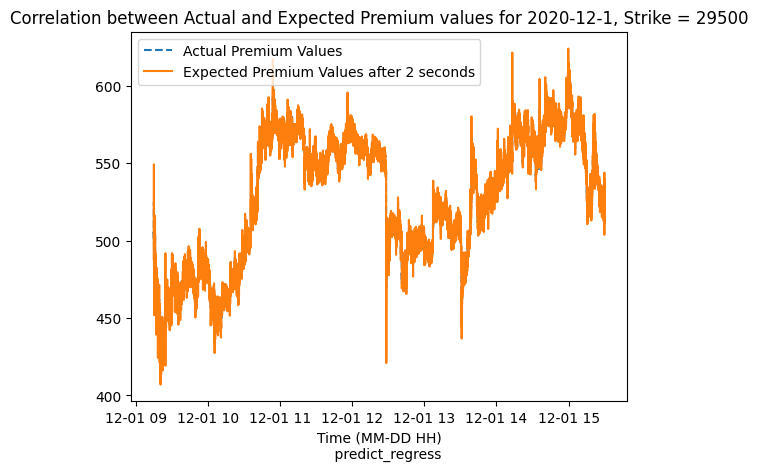 Correlation between Actual and Expected Premium values for 2020-12-1, Strike = 29500
Actual Premium Values
Expected Premium Values after 2 seconds
600
550
500
450
400
12-01 09 12-01 10 12-01 11 12-01 12 12-01 13 12-01 14 12-01 15
Time (MM-DD HH)
predict_regress